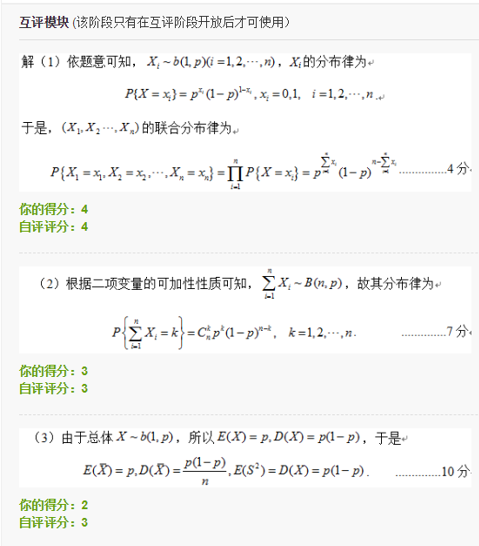 互评模块 (该阶段只有在互评阶段开放后才可使用)
解（1）依题意可知，X_i ~ b(1, p)(i =1,2,⋯,n)，X_i的分布律为
P{X = x_i} = p^{x_i}(1−p)^{1−x_i}, x_i = 0,1, i =1,2,⋯,n.
于是，(X_1, X_2 ⋯, X_n) 的联合分布律为
P{X_1 = x_1, X_2 = x_2, ⋯, X_n = x_n} = ∏_{i=1}^{n} P{X = x_i} = p^{∑_{i=1}^{n} x_i}(1−p)^{n−∑_{i=1}^{n} x_i} ..............4 分
你的得分：4
自评评分：4
（2）根据二项变量的可加性性质可知，∑_{i=1}^{n} X_i ~ B(n, p)，故其分布律为
P{∑_{i=1}^{n} X_i = k} = C_n^k p^k (1−p)^{n−k}, k =1,2,⋯,n. .............7 分
你的得分：3
自评评分：3
（3）由于总体 X ~ b(1, p)，所以 E(X) = p, D(X) = p(1−p)，于是
E(X̄) = p, D(X̄) = p(1−p)/n, E(S²) = D(X) = p(1−p). .............10 分
你的得分：2
自评评分：3